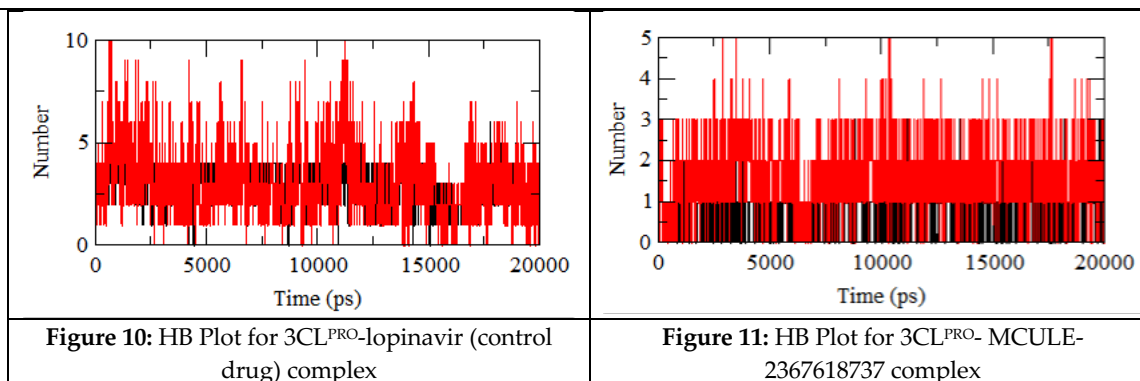 10
5
0
Number
0 5000 10000 15000 20000
Time (ps)
Figure 10: HB Plot for 3CLPRO-lopinavir (control
drug) complex
5
4
3
2
1
0
Number
0 5000 10000 15000 20000
Time (ps)
Figure 11: HB Plot for 3CLPRO- MCULE-
2367618737 complex